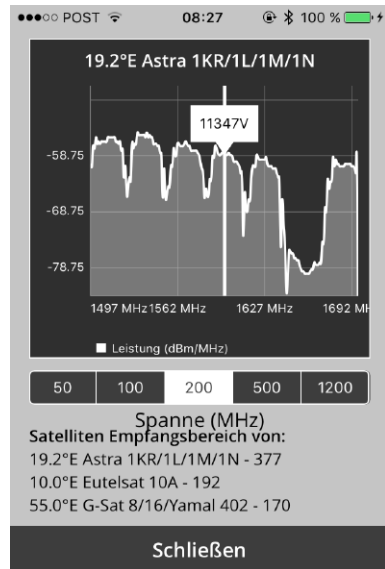 POST 08:27 100 %
19.2°E Astra 1KR/1L/1M/1N
11347V
-58.75
-68.75
-78.75
1497 MHz 1562 MHz 1627 MHz 1692 MH
Leistung (dBm/MHz)
50 100 200 500 1200
Spanne (MHz)
Satelliten Empfangsbereich von:
19.2°E Astra 1KR/1L/1M/1N - 377
10.0°E Eutelsat 10A - 192
55.0°E G-Sat 8/16/Yamal 402 - 170
Schließen